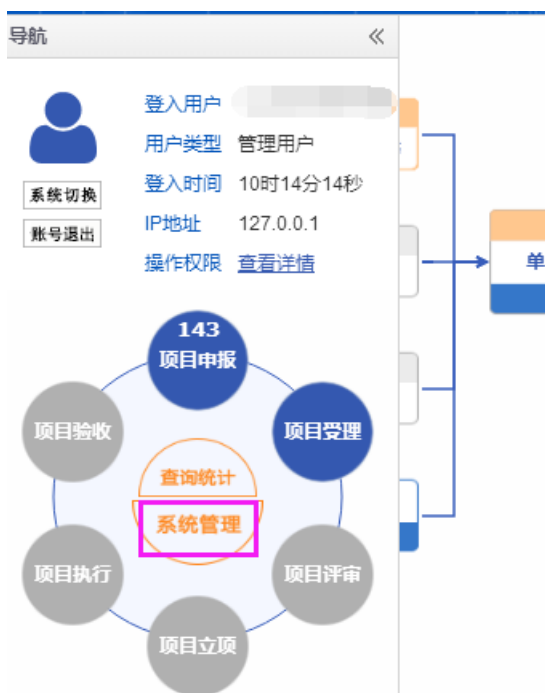 导航
登入用户
用户类型 管理用户
登入时间 10时14分14秒
IP地址 127.0.0.1
操作权限 查看详情
系统切换
账号退出
143
项目申报
项目验收
项目受理
查询统计
系统管理
项目执行
项目评审
项目立项
单